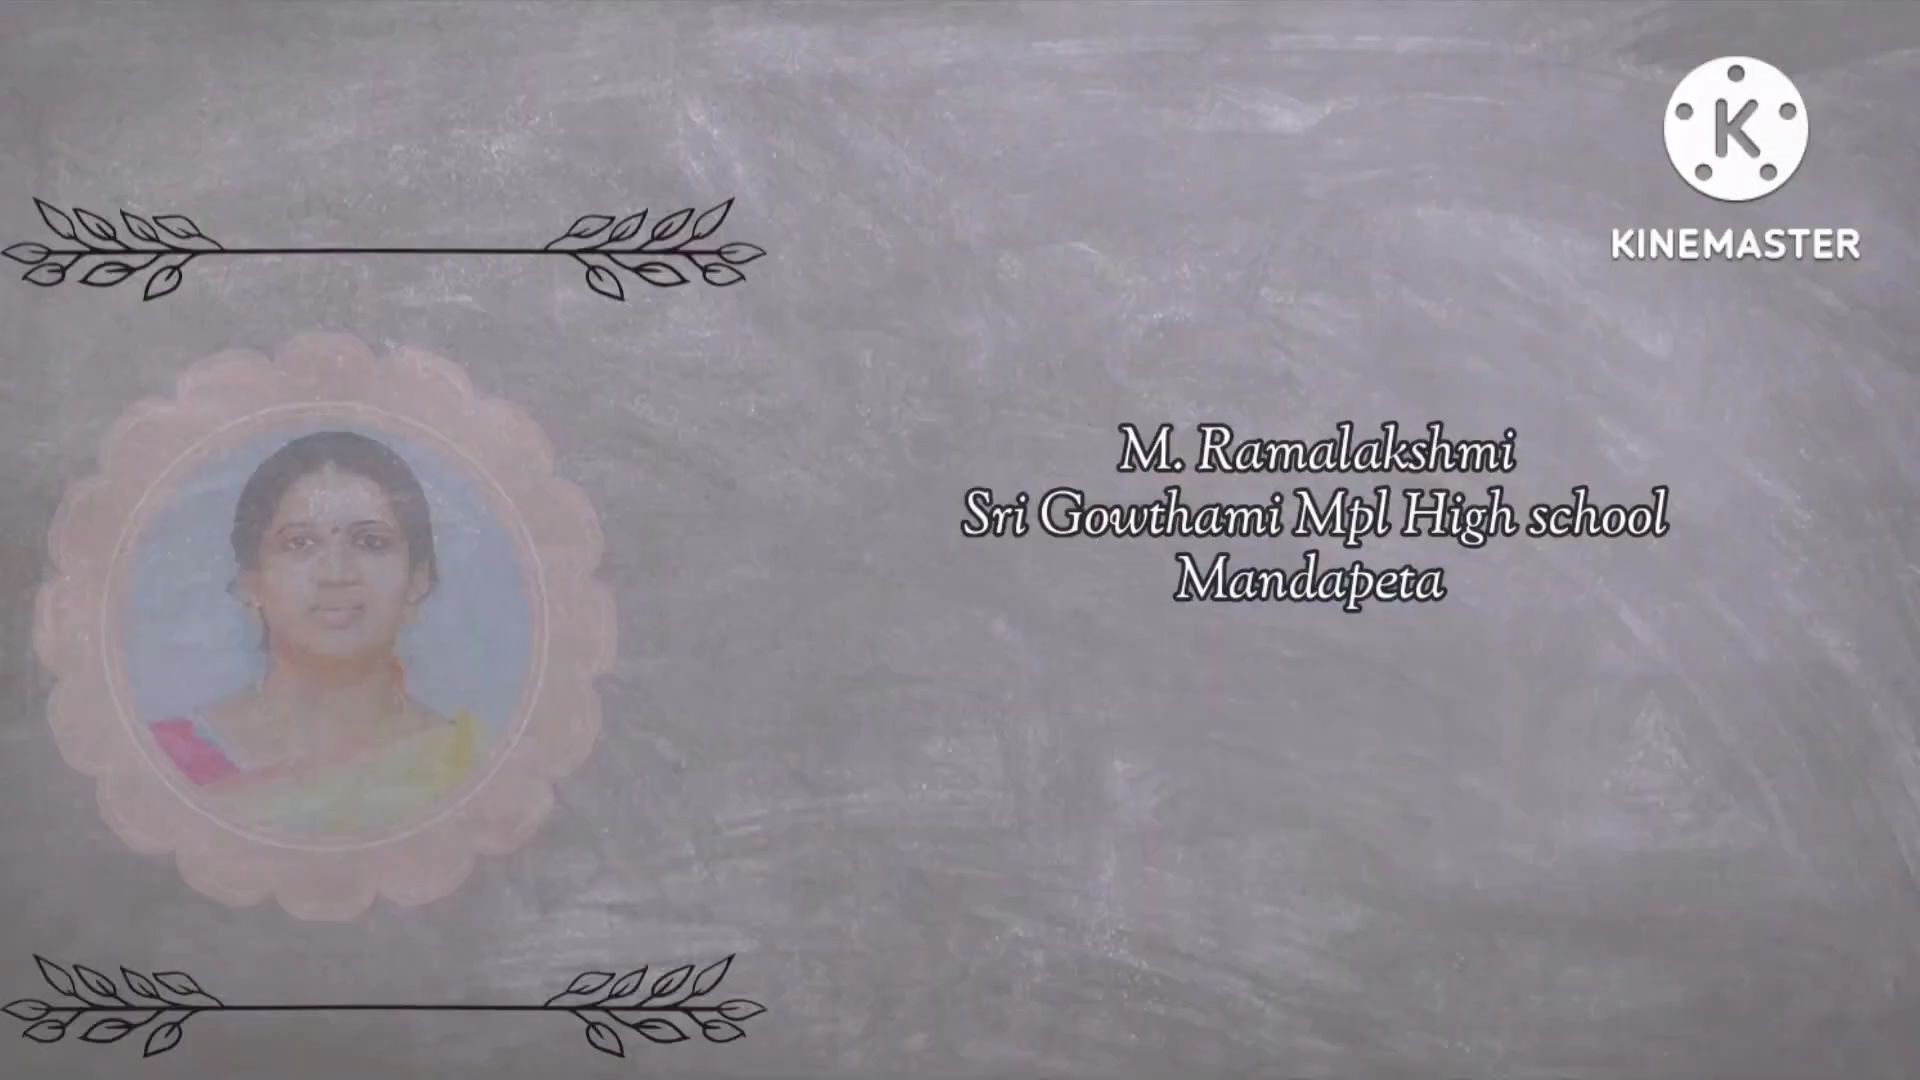 K
KINEMASTER
M. Ramalakshmi
Sri Gowthami Mpl High school
Mandapeta